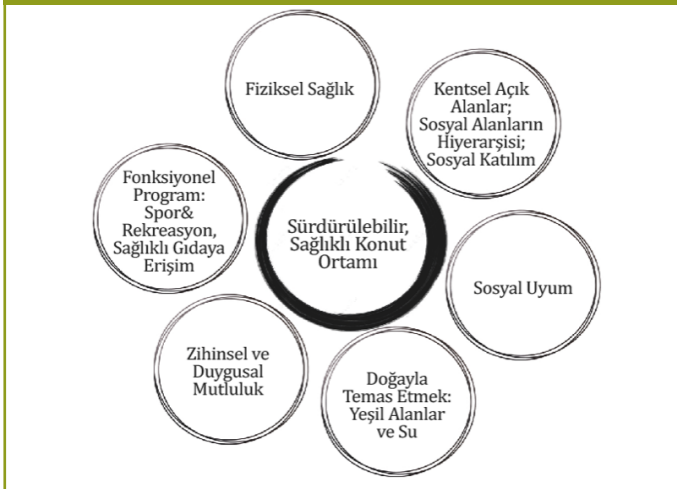 Fiziksel Sağlık
Kentsel Açık
Alanlar;
Sosyal Alanların
Hiyerarşisi;
Sosyal Katılım
Fonksiyonel
Program:
Spor&
Rekreasyon,
Sağlıklı Gıdaya
Erişim
Sürdürülebilir,
Sağlıklı Konut
Ortamı
Sosyal Uyum
Zihinsel ve
Duygusal
Mutluluk
Doğayla
Temas Etmek:
Yeşil Alanlar
ve Su